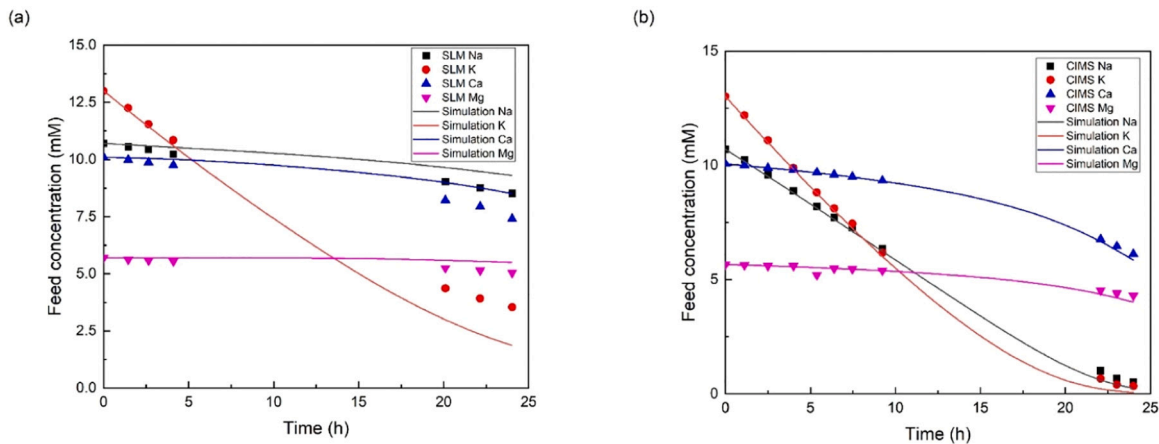 (a)
15.0
12.5
10.0
7.5
5.0
2.5
0.0
Feed concentration (mM)
0 5 10 15 20 25
Time (h)
SLM Na
SLM K
SLM Ca
SLM Mg
Simulation Na
Simulation K
Simulation Ca
Simulation Mg
(b)
15
10
5
0
Feed concentration (mM)
0 5 10 15 20 25
Time (h)
CIMS Na
CIMS K
CIMS Ca
CIMS Mg
Simulation Na
Simulation K
Simulation Ca
Simulation Mg